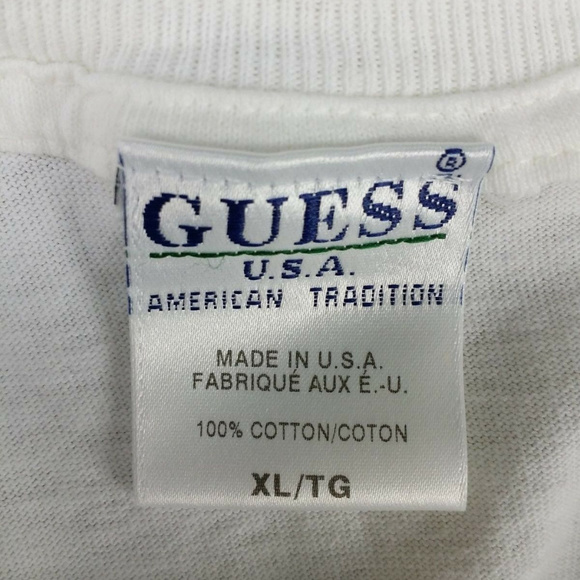 GUESS®
U.S.A.
AMERICAN TRADITION
MADE IN U.S.A.
FABRIQUÉ AUX É.-U.
100% COTTON/COTON
XL/TG